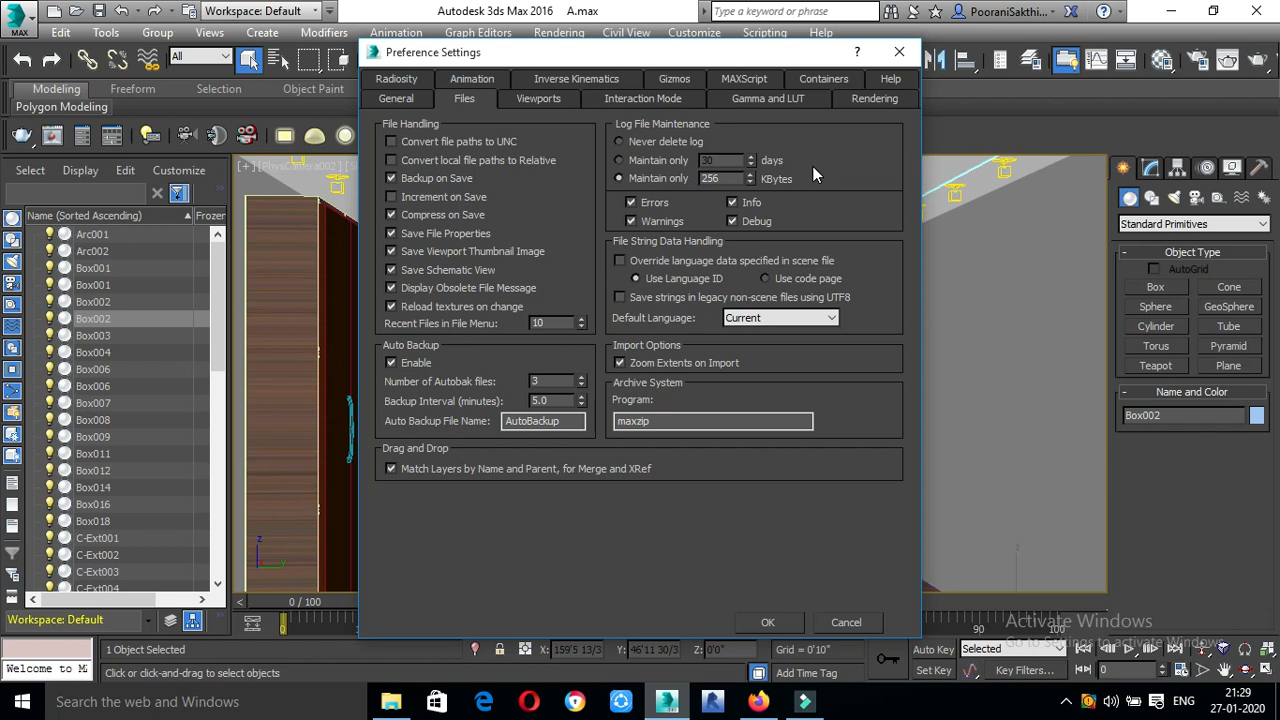 MAX
Workspace: Default
Autodesk 3ds Max 2016
A.max
Type a keyword or phrase
PooraniSakthi...
Edit
Tools
Group
Views
Create
Modifiers
Animation
Graph Editors
Rendering
Civil View
Customize
Scripting
Help
All
Modeling
Freeform
Selection
Object Paint
Polygon Modeling
Select
Display
Edit
Customize
Name (Sorted Ascending)
Frozen
Arc001
Arc002
Box001
Box001
Box002
Box002
Box003
Box004
Box006
Box006
Box007
Box008
Box009
Box011
Box012
Box014
Box016
Box018
C-Ext001
C-Ext002
C-Ext003
C-Ext004
Workspace: Default
Preference Settings
Radiosity
Animation
Inverse Kinematics
Gizmos
MAXScript
Containers
Help
General
Files
Viewports
Interaction Mode
Gamma and LUT
Rendering
File Handling
Convert file paths to UNC
Convert local file paths to Relative
Backup on Save
Increment on Save
Compress on Save
Save File Properties
Save Viewport Thumbnail Image
Save Schematic View
Display Obsolete File Message
Reload textures on change
Recent Files in File Menu: 10
Auto Backup
Enable
Number of Autobak files: 3
Backup Interval (minutes): 5.0
Auto Backup File Name: AutoBackup
Drag and Drop
Match Layers by Name and Parent, for Merge and XRef
Log File Maintenance
Never delete log
Maintain only 30 days
Maintain only 256 KBytes
Errors
Info
Warnings
Debug
File String Data Handling
Override language data specified in scene file
Use Language ID
Use code page
Save strings in legacy non-scene files using UTF8
Default Language: Current
Import Options
Zoom Extents on Import
Archive System
Program:
maxzip
OK
Cancel
Standard Primitives
Object Type
AutoGrid
Box
Cone
Sphere
GeoSphere
Cylinder
Tube
Torus
Pyramid
Teapot
Plane
Name and Color
Box002
z
y
0 / 100
0
90
100
Activate Windows
Go to Settings to activate Windows.
1 Object Selected
X: 159'5 13/3
Y: 46'11 30/3
Z: 0'0"
Grid = 0'10"
Auto Key
Selected
Welcome to M
Click or click-and-drag to select objects
Add Time Tag
Set Key
Key Filters...
0
Search the web and Windows
ENG
21:29
27-01-2020